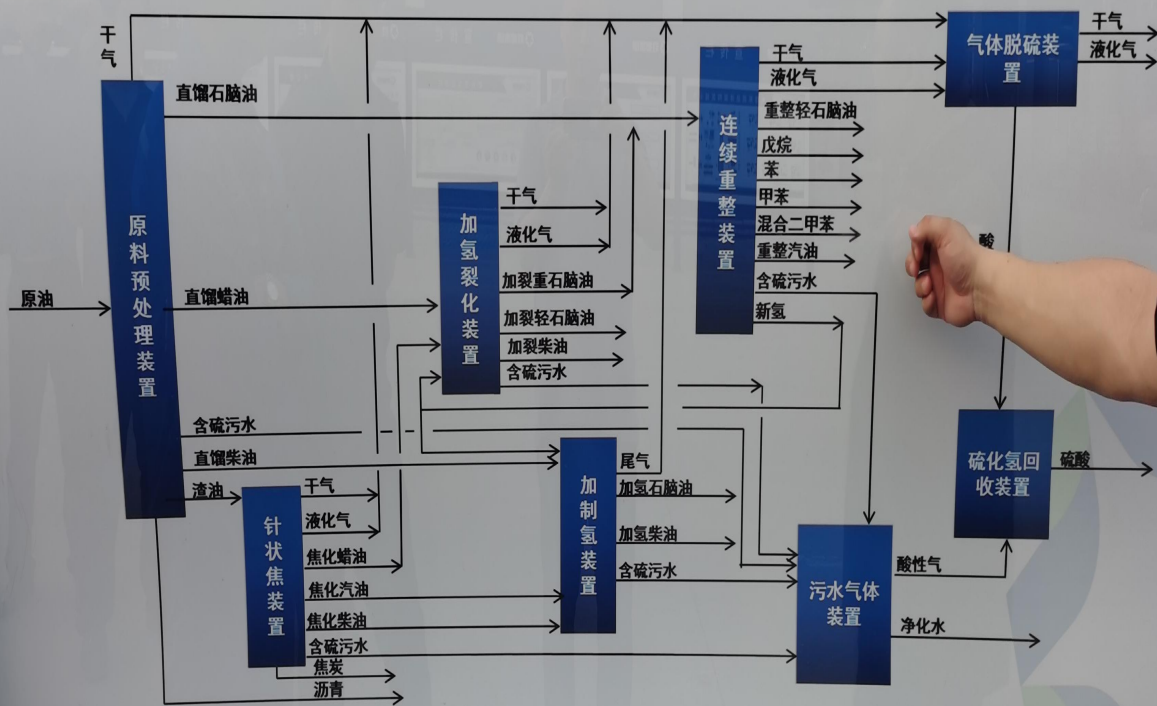 干气
直馏石脑油
原油
原料预处理装置
直馏蜡油
含硫污水
直馏柴油
渣油
针状焦装置
干气
液化气
焦化蜡油
焦化汽油
焦化柴油
含硫污水
焦炭
沥青
加氢裂化装置
干气
液化气
加裂重石脑油
加裂轻石脑油
加裂柴油
含硫污水
加制氢装置
尾气
加氢石脑油
加氢柴油
含硫污水
连续重整装置
干气
液化气
重整轻石脑油
戊烷
苯
甲苯
混合二甲苯
重整汽油
含硫污水
新氢
气体脱硫装
置
干气
液化气
酸
硫化氢回
收装置
硫酸
污水气体
装置
酸性气
净化水